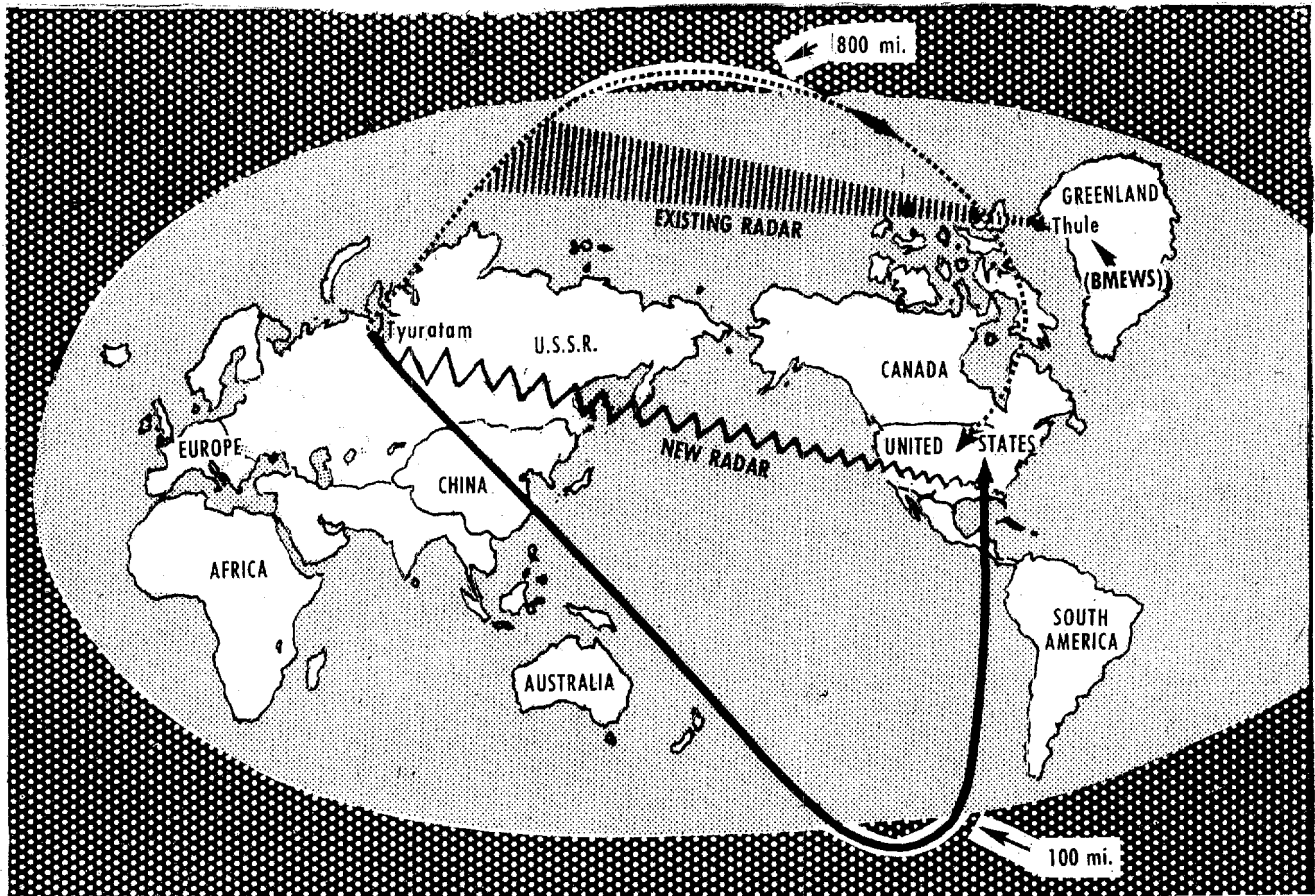 800 mi.
GREENLAND
EXISTING RADAR
Thule
(BMEWS))
Tyuratam
U.S.S.R.
CANADA
EUROPE
NEW RADAR
UNITED STATES
CHINA
AFRICA
SOUTH
AMERICA
AUSTRALIA
100 mi.